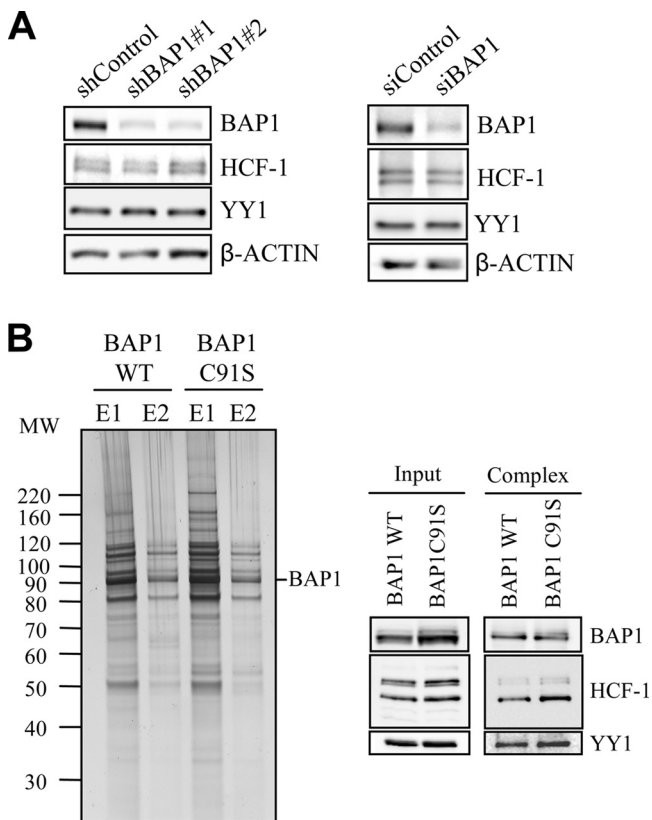 A
shControl shBAP1#1 shBAP1#2
BAP1
HCF-1
YY1
β-ACTIN
siControl siBAP1
BAP1
HCF-1
YY1
β-ACTIN
B
BAP1 WT BAP1 C91S
E1 E2 E1 E2
MW
220
160
120
100
90
80
70
60
50
40
30
BAP1
Input Complex
BAP1 WT BAP1C91S BAP1 WT BAP1 C91S
BAP1
HCF-1
YY1